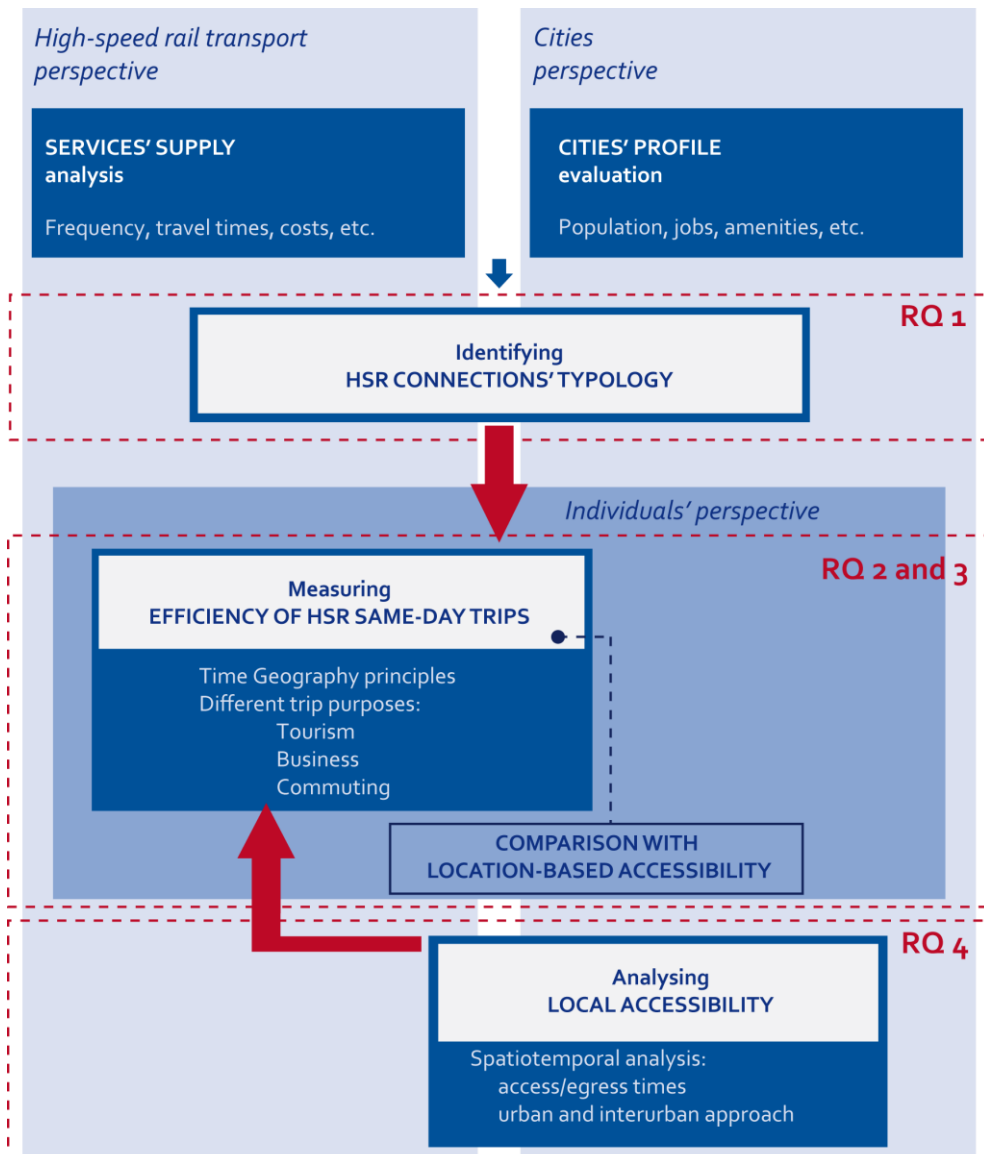 High-speed rail transport
perspective
Cities
perspective
SERVICES’ SUPPLY
analysis
Frequency, travel times, costs, etc.
CITIES’ PROFILE
evaluation
Population, jobs, amenities, etc.
RQ 1
Identifying
HSR CONNECTIONS’ TYPOLOGY
Individuals’ perspective
RQ 2 and 3
Measuring
EFFICIENCY OF HSR SAME-DAY TRIPS
Time Geography principles
Different trip purposes:
Tourism
Business
Commuting
COMPARISON WITH
LOCATION-BASED ACCESSIBILITY
RQ 4
Analysing
LOCAL ACCESSIBILITY
Spatiotemporal analysis:
access/egress times
urban and interurban approach